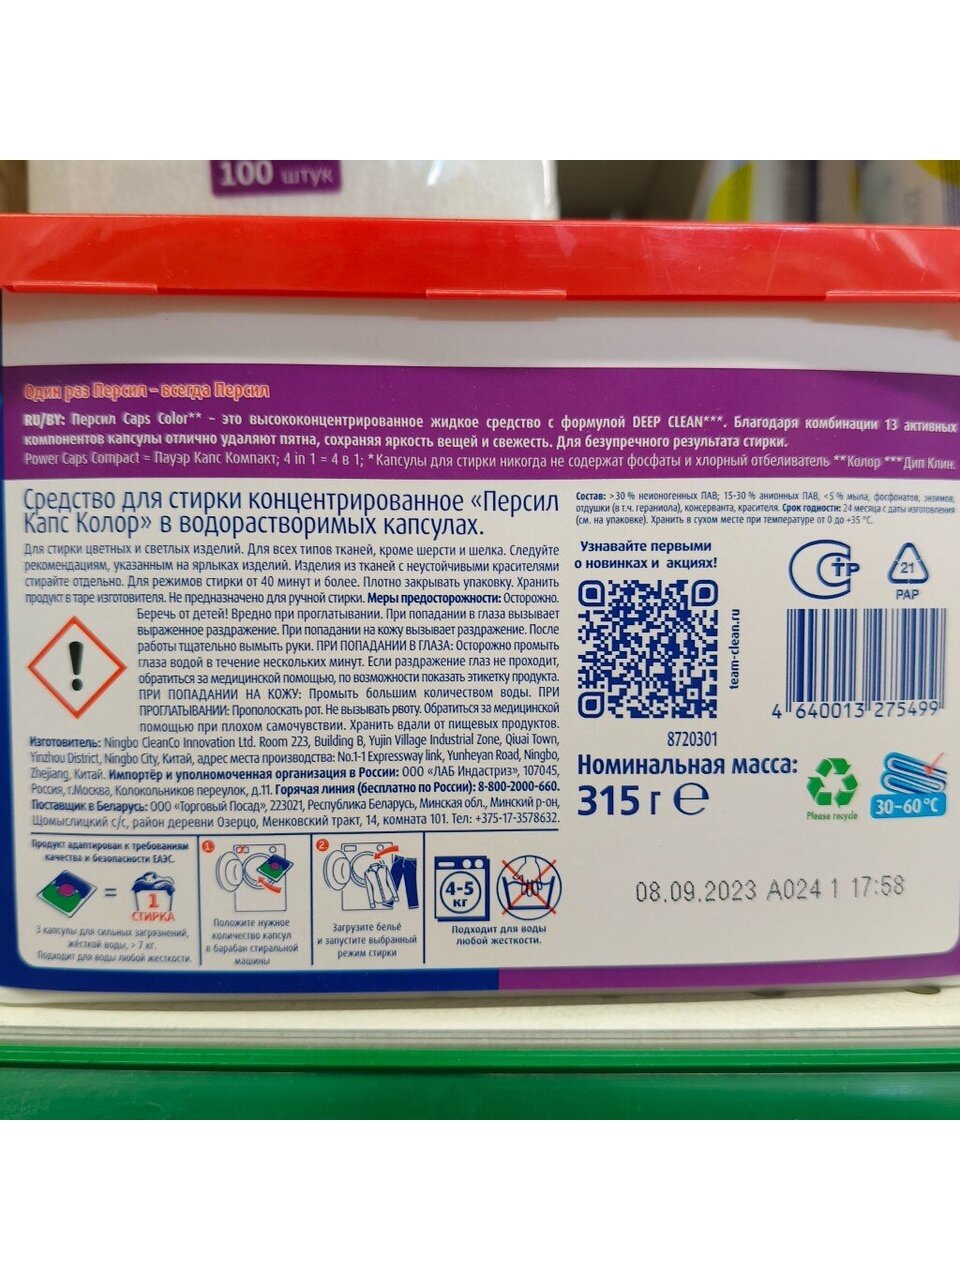 100 штук
Один раз Персил – всегда Персил
RU/BY: Персил Caps Color** – это высококонцентрированное жидкое средство с формулой DEEP CLEAN***. Благодаря комбинации 13 активных
компонентов капсулы отлично удаляют пятна, сохраняя яркость вещей и свежесть. Для безупречного результата стирки.
Power Caps Compact = Пауэр Капс Компакт; 4 in 1 = 4 в 1; *Капсулы для стирки никогда не содержат фосфаты и хлорный отбеливатель **Колор ***Дип Клин.
Средство для стирки концентрированное «Персил
Капс Колор» в водорастворимых капсулах.
Для стирки цветных и светлых изделий. Для всех типов тканей, кроме шерсти и шелка. Следуйте
рекомендациям, указанным на ярлыках изделий. Изделия из тканей с неустойчивыми красителями
стирайте отдельно. Для режимов стирки от 40 минут и более. Плотно закрывать упаковку. Хранить
продукт в таре изготовителя. Не предназначено для ручной стирки. Меры предосторожности: Осторожно.
Беречь от детей! Вредно при проглатывании. При попадании в глаза вызывает
выраженное раздражение. При попадании на кожу вызывает раздражение. После
работы тщательно вымыть руки. ПРИ ПОПАДАНИИ В ГЛАЗА: Осторожно промыть
глаза водой в течение нескольких минут. Если раздражение глаз не проходит,
обратиться за медицинской помощью, по возможности показать этикетку продукта.
ПРИ ПОПАДАНИИ НА КОЖУ: Промыть большим количеством воды. ПРИ
ПРОГЛАТЫВАНИИ: Прополоскать рот. Не вызывать рвоту. Обратиться за медицинской
помощью при плохом самочувствии. Хранить вдали от пищевых продуктов.
Изготовитель: Ningbo CleanCo Innovation Ltd. Room 223, Building B, Yujin Village Industrial Zone, Qiuai Town,
Yinzhou District, Ningbo City, Китай, адрес места производства: No.1-1 Expressway link, Yunheyan Road, Ningbo,
Zhejiang, Китай. Импортёр и уполномоченная организация в России: ООО «ЛАБ Индастриз», 107045,
Россия, г.Москва, Колокольников переулок, д.11. Горячая линия (бесплатно по России): 8-800-2000-660.
Поставщик в Беларусь: ООО «Торговый Посад», 223021, Республика Беларусь, Минская обл., Минский р-он,
Щомыслицкий с/с, район деревни Озерцо, Менковский тракт, 14, комната 101. Тел: +375-17-3578632.
Продукт адаптирован к требованиям
качества и безопасности ЕАЭС.
=
1
СТИРКА
3 капсулы для сильных загрязнений,
жёсткой воды, > 7 кг.
Подходит для воды любой жесткости.
1.
Положите нужное
количество капсул
в барабан стиральной
машины
2.
Загрузите бельё
и запустите выбранный
режим стирки
4-5
кг
Подходит для воды
любой жесткости.
Состав: >30 % неионогенных ПАВ; 15-30 % анионных ПАВ, <5 % мыла, фосфонатов, энзимов,
отдушки (в т.ч. гераниола), консерванта, красителя. Срок годности: 24 месяца с даты изготовления
(см. на упаковке). Хранить в сухом месте при температуре от 0 до +35 °C.
Узнавайте первыми
о новинках и акциях!
team-clean.ru
8720301
СТР
21
PAP
4 640013 275499
Номинальная масса:
315 г ℮
Please recycle
30–60 °C
08.09.2023 A024 1 17:58